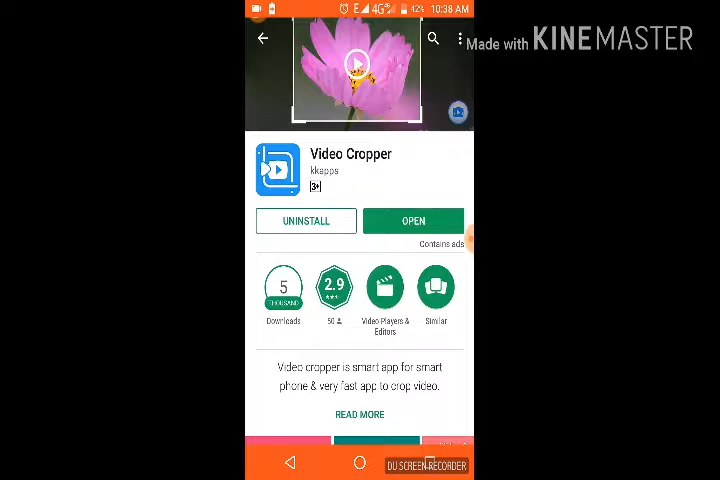 E 4G 42% 10:38 AM
Made with KINEMASTER
Video Cropper
kkapps
3+
UNINSTALL
OPEN
Contains ads
5
THOUSAND
Downloads
2.9
50
Video Players &
Editors
Similar
Video cropper is smart app for smart
phone & very fast app to crop video.
READ MORE
DU SCREEN RECORDER